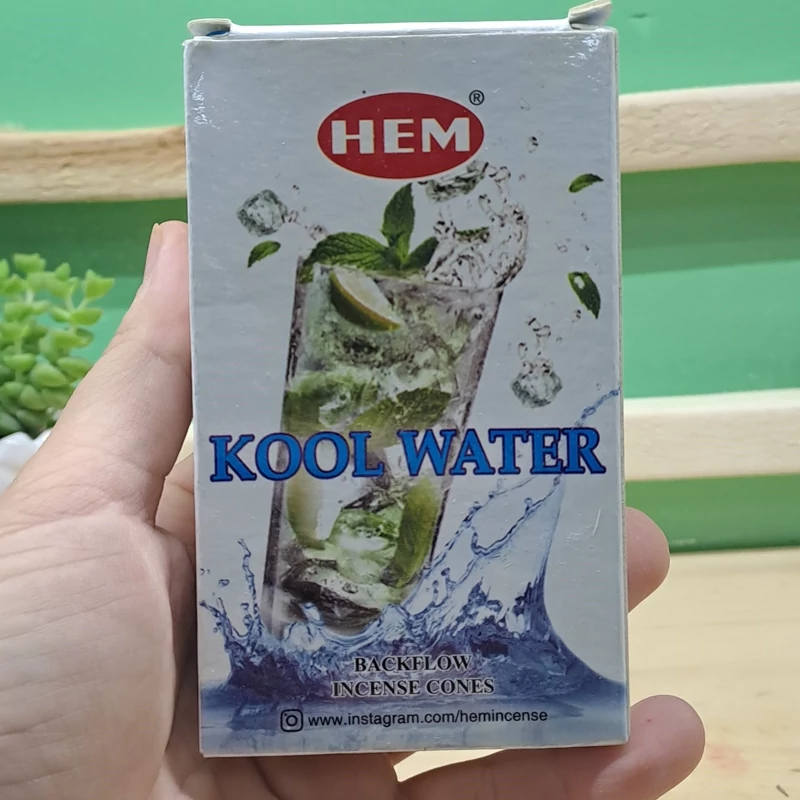 HEM®
KOOL WATER
BACKFLOW
INCENSE CONES
www.instagram.com/hemincense